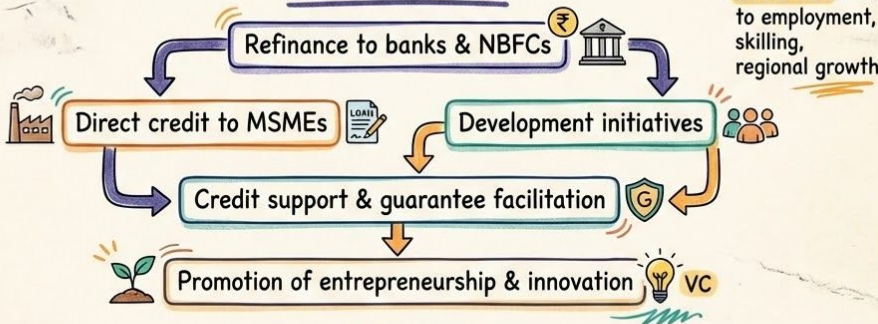 to employment,
skilling,
regional growth
Refinance to banks & NBFCs
₹
Direct credit to MSMEs
LOAN
Development initiatives
Credit support & guarantee facilitation
G
Promotion of entrepreneurship & innovation
VC